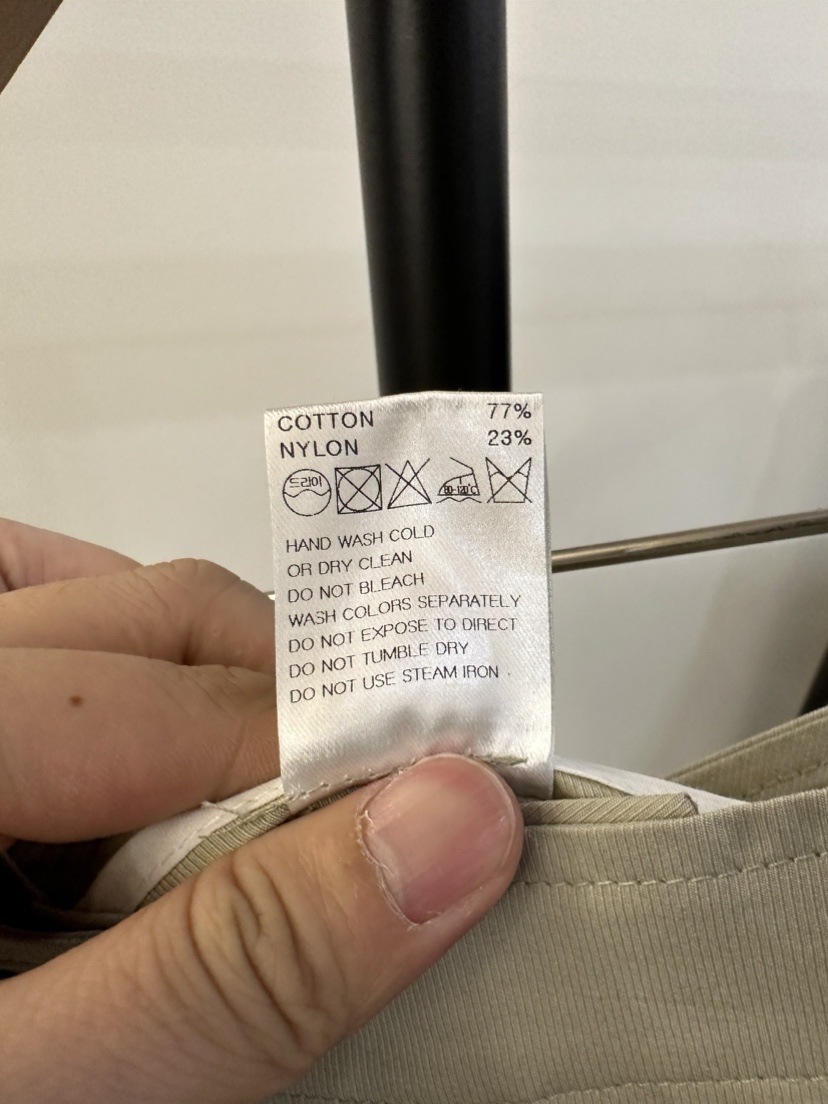 COTTON 77%
NYLON 23%
드라이 80-120°C
HAND WASH COLD
OR DRY CLEAN
DO NOT BLEACH
WASH COLORS SEPARATELY
DO NOT EXPOSE TO DIRECT
DO NOT TUMBLE DRY
DO NOT USE STEAM IRON